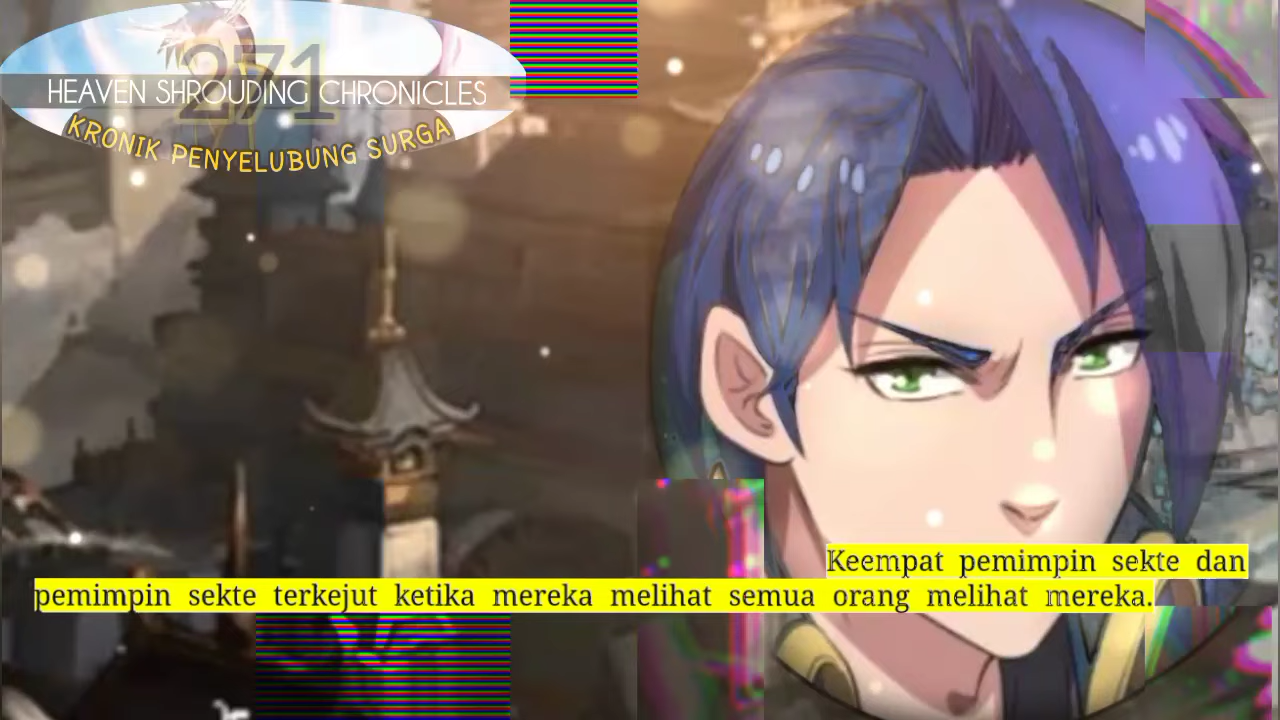 271
HEAVEN SHROUDING CHRONICLES
KRONIK PENYELUBUNG SURGA
Keempat pemimpin sekte dan
pemimpin sekte terkejut ketika mereka melihat semua orang melihat mereka.